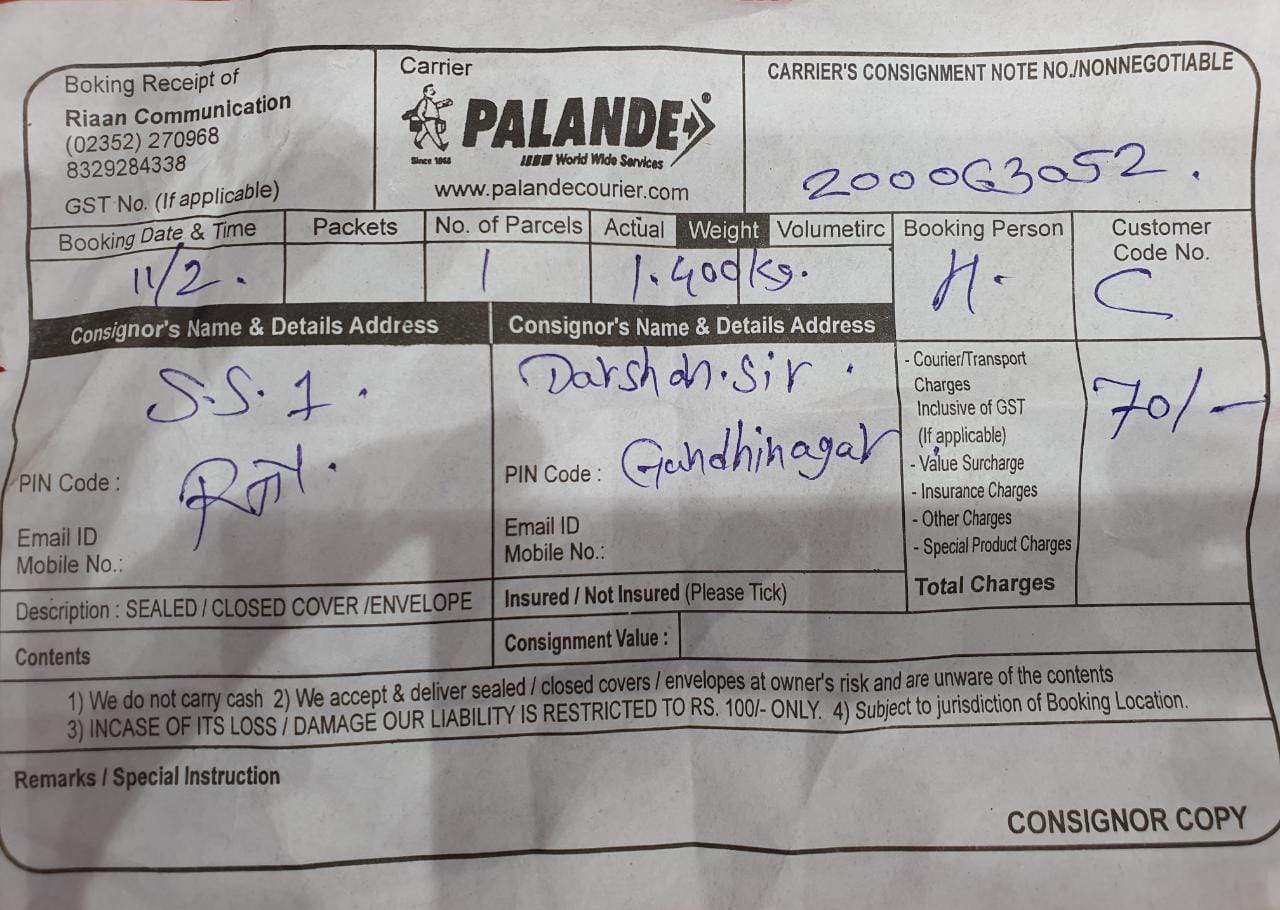 Boking Receipt of
Riaan Communication
(02352) 270968
8329284338
GST No. (If applicable)
Carrier
PALANDE
Since 1968
World Wide Services
www.palandecourier.com
CARRIER'S CONSIGNMENT NOTE NO./NONNEGOTIABLE
200063052.
Booking Date & Time
11/2.
Packets
No. of Parcels
1
Actual Weight Volumetirc
1.400kg.
Booking Person
H.
Customer
Code No.
C
Consignor's Name & Details Address
S.S.1.
PIN Code :
Email ID
Mobile No.:
Consignor's Name & Details Address
Darshan.sir.
PIN Code : Gandhinagar
Email ID
Mobile No.:
- Courier/Transport
Charges
Inclusive of GST
(If applicable)
- Value Surcharge
- Insurance Charges
- Other Charges
- Special Product Charges
Total Charges
70/-
Description : SEALED / CLOSED COVER /ENVELOPE
Insured / Not Insured (Please Tick)
Contents
Consignment Value :
1) We do not carry cash 2) We accept & deliver sealed / closed covers / envelopes at owner's risk and are unware of the contents
3) INCASE OF ITS LOSS / DAMAGE OUR LIABILITY IS RESTRICTED TO RS. 100/- ONLY. 4) Subject to jurisdiction of Booking Location.
Remarks / Special Instruction
CONSIGNOR COPY